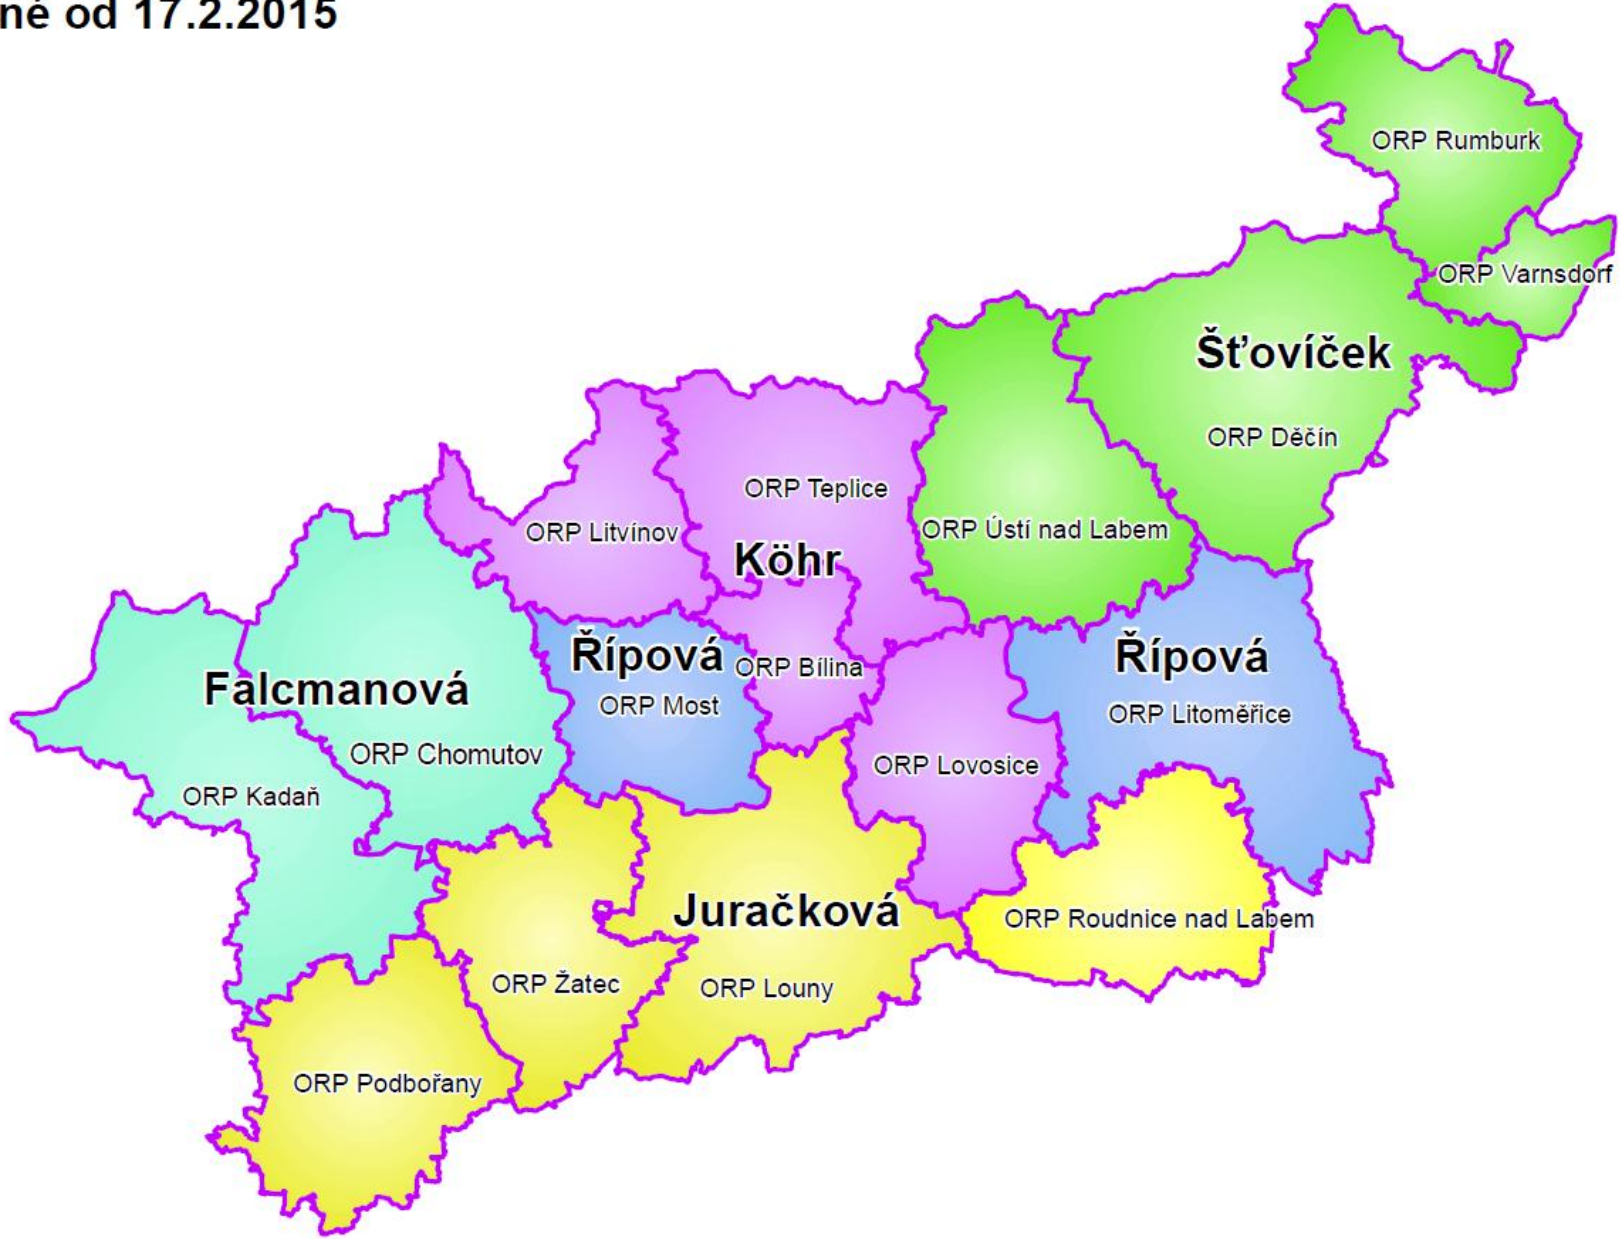 né od 17.2.2015
ORP Rumburk
ORP Varnsdorf
Šťovíček
ORP Děčín
ORP Teplice
ORP Ústí nad Labem
ORP Litvínov
Köhr
Řípová
ORP Bílina
ORP Most
Řípová
ORP Litoměřice
Falcmanová
ORP Chomutov
ORP Lovosice
ORP Kadaň
Juračková
ORP Roudnice nad Labem
ORP Žatec
ORP Louny
ORP Podbořany